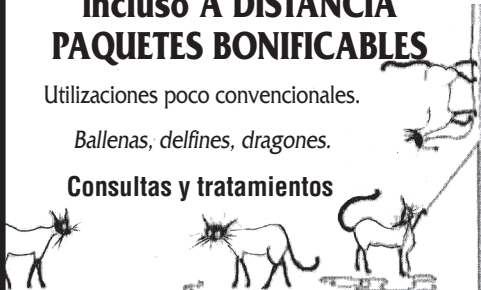 incluso A DISTANCIA
PAQUETES BONIFICABLES
Utilizaciones poco convencionales.
Ballenas, delfines, dragones.
Consultas y tratamientos